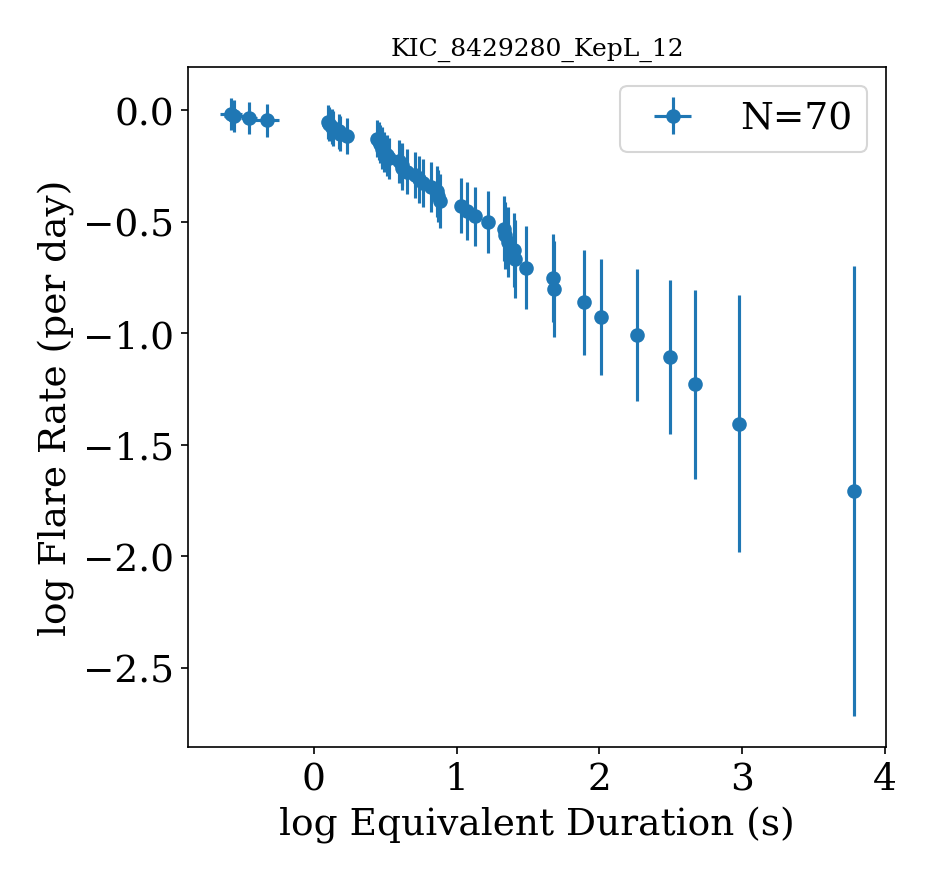 KIC_8429280_KepL_12
N=70
log Flare Rate (per day)
0.0
−0.5
−1.0
−1.5
−2.0
−2.5
0 1 2 3 4
log Equivalent Duration (s)